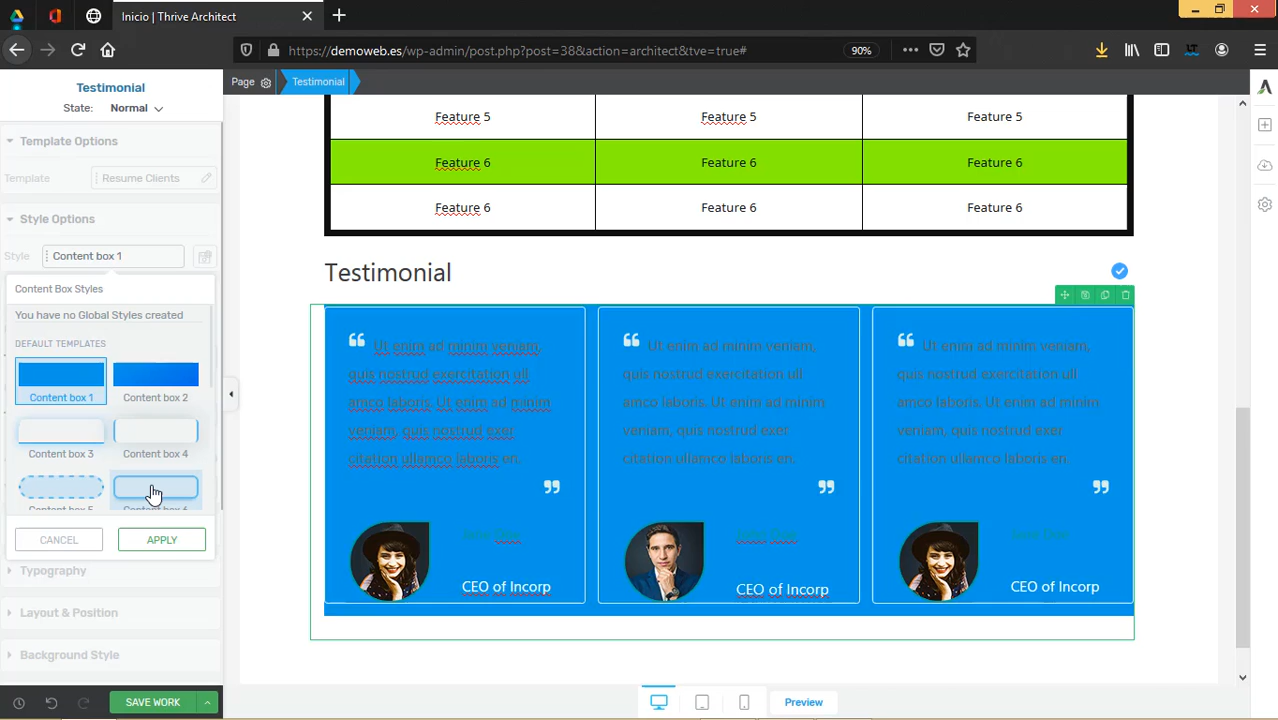 Inicio | Thrive Architect
https://demoweb.es/wp-admin/post.php?post=38&action=architect&tve=true#
90%
Testimonial
State: Normal
Page
Testimonial
Template Options
Template Resume Clients
Style Options
Style Content box 1
Content Box Styles
You have no Global Styles created
DEFAULT TEMPLATES
Content box 1 Content box 2
Content box 3 Content box 4
Content box 5 Content box 6
CANCEL APPLY
Typography
Layout & Position
Background Style
SAVE WORK
Feature 5 Feature 5 Feature 5
Feature 6 Feature 6 Feature 6
Feature 6 Feature 6 Feature 6
Testimonial
“ Ut enim ad minim veniam,
quis nostrud exercitation ull
amco laboris. Ut enim ad minim
veniam, quis nostrud exer
citation ullamco laboris en.
”
John Doe
CEO of Incorp
“ Ut enim ad minim veniam,
quis nostrud exercitation ull
amco laboris. Ut enim ad minim
veniam, quis nostrud exer
citation ullamco laboris en.
”
CEO of Incorp
“ Ut enim ad minim veniam,
quis nostrud exercitation ull
amco laboris. Ut enim ad minim
veniam, quis nostrud exer
citation ullamco laboris en.
”
CEO of Incorp
Preview